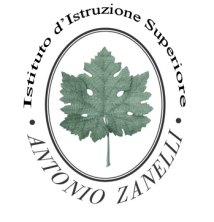 Istituto d'Istruzione Superiore
· ANTONIO ZANELLI ·